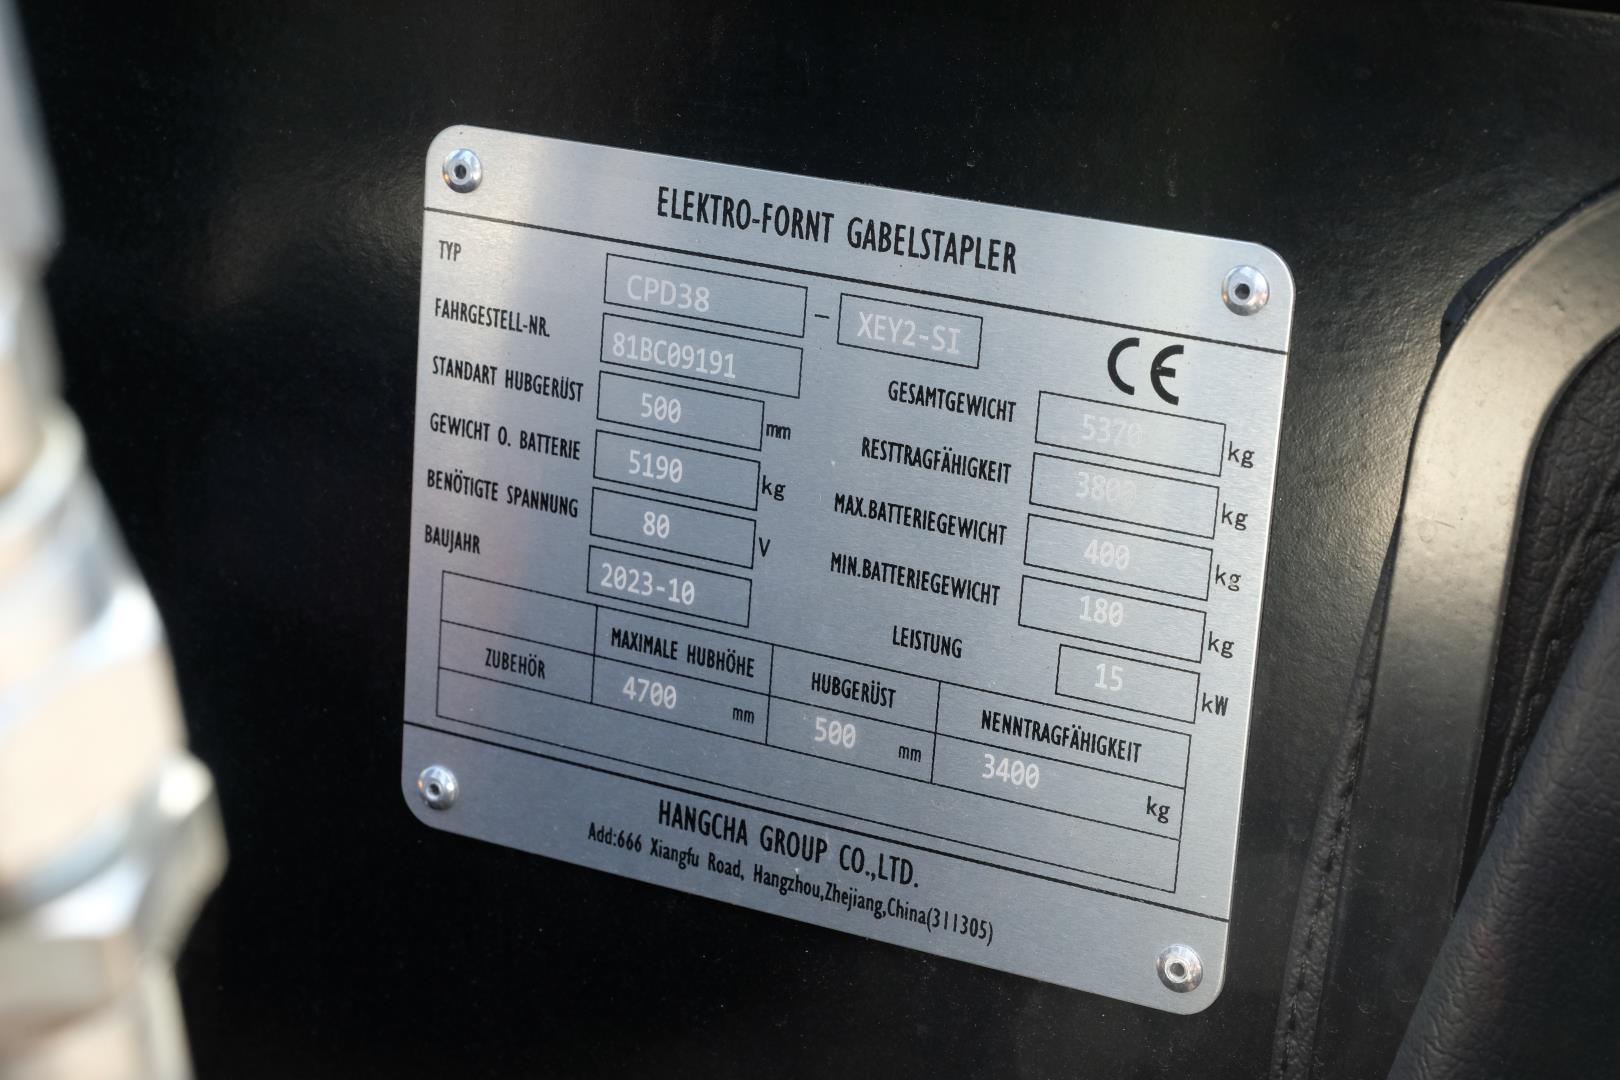 ELEKTRO-FORNT GABELSTAPLER
TYP CPD38 - XEY2-SI
CE
FAHRGESTELL-NR. 81BC09191
STANDART HUBGERÜST 500 mm
GEWICHT O. BATTERIE 5190 kg
BENÖTIGTE SPANNUNG 80 V
BAUJAHR 2023-10
GESAMTGEWICHT 5370 kg
RESTTRAGFÄHIGKEIT 3800 kg
MAX.BATTERIEGEWICHT 400 kg
MIN.BATTERIEGEWICHT 180 kg
LEISTUNG 15 kW
ZUBEHÖR
MAXIMALE HUBHÖHE
4700 mm
HUBGERÜST
500 mm
NENNTRAGFÄHIGKEIT
3400 kg
HANGCHA GROUP CO.,LTD.
Add:666 Xiangfu Road, Hangzhou,Zhejiang,China(311305)